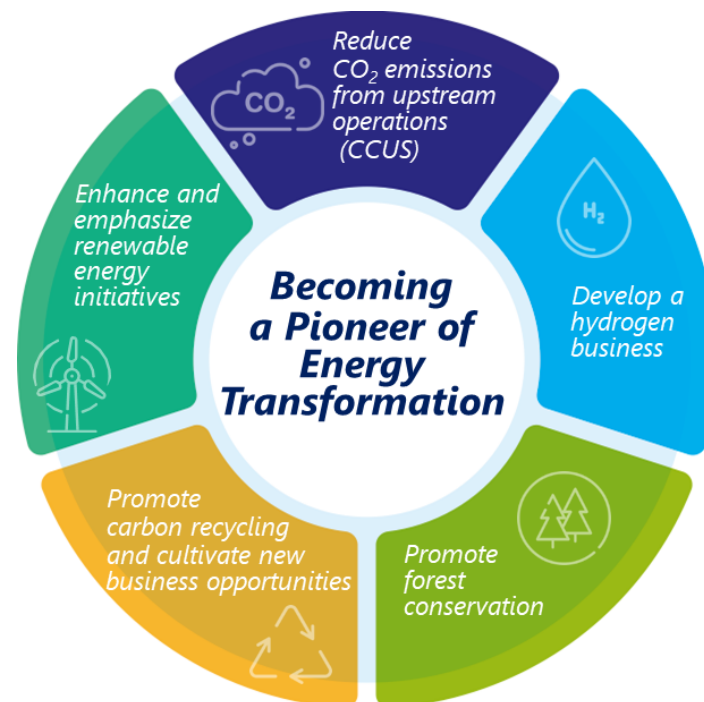 Reduce
CO₂ emissions
from upstream
operations
(CCUS)
CO₂
H₂
Develop a
hydrogen
business
Promote
forest
conservation
Promote
carbon recycling
and cultivate new
business opportunities
Enhance and
emphasize
renewable
energy
initiatives
Becoming
a Pioneer of
Energy
Transformation